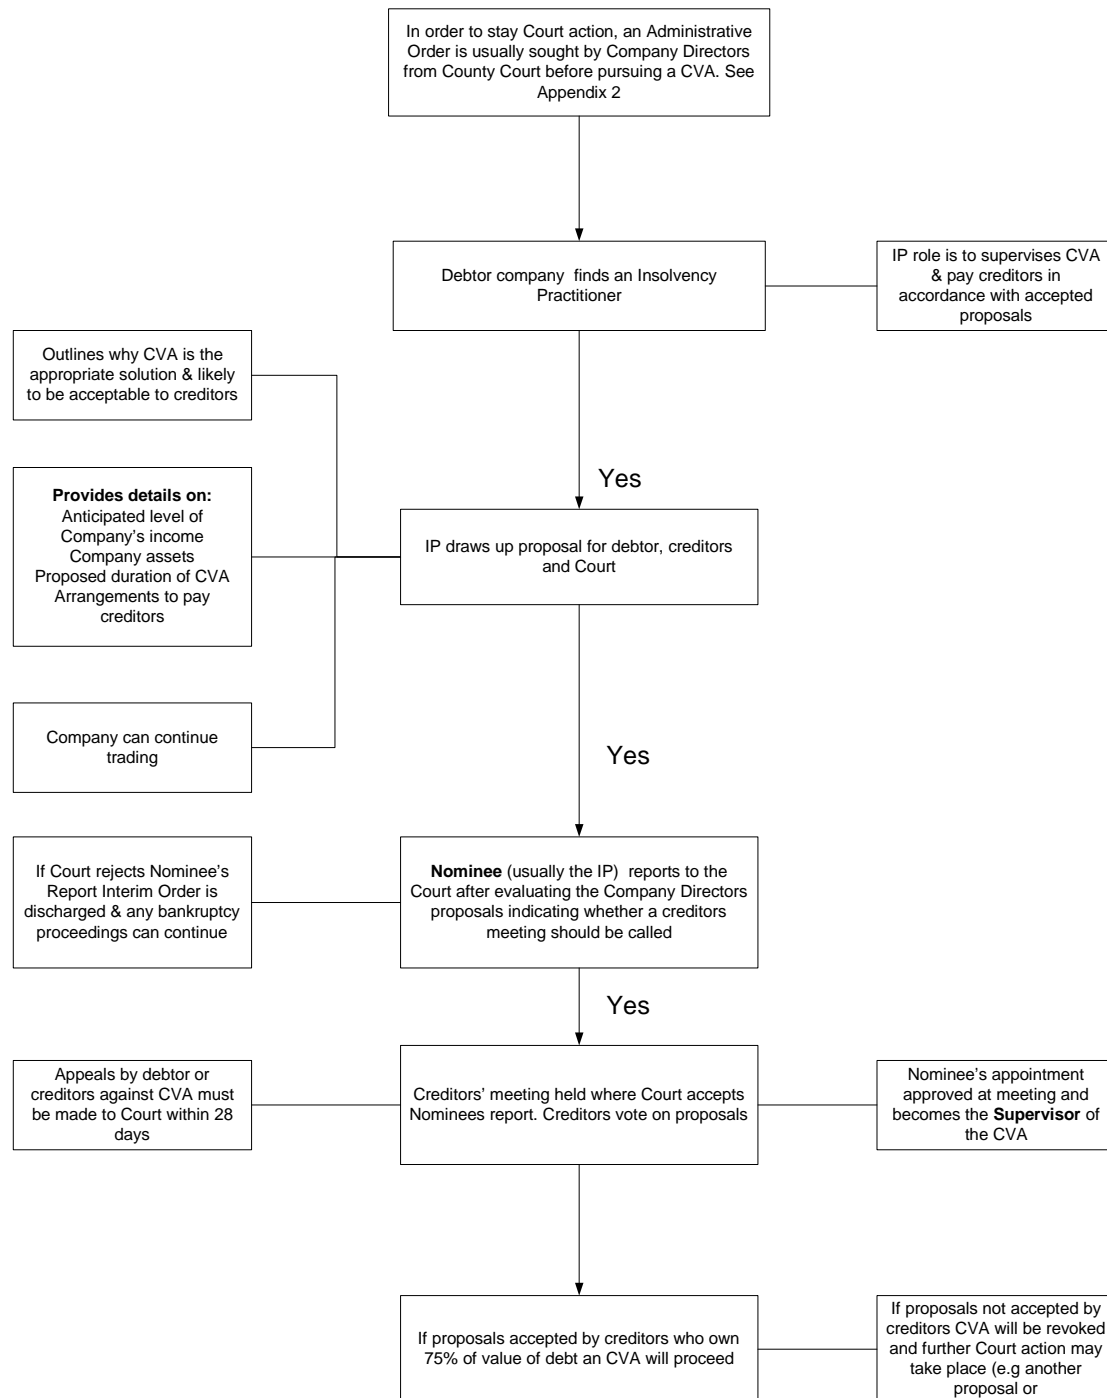 In order to stay Court action, an Administrative
Order is usually sought by Company Directors
from County Court before pursuing a CVA. See
Appendix 2
Debtor company  finds an Insolvency
Practitioner
IP role is to supervises CVA
& pay creditors in
accordance with accepted
proposals
Outlines why CVA is the
appropriate solution & likely
to be acceptable to creditors
Yes
Provides details on:
Anticipated level of
Company's income
Company assets
Proposed duration of CVA
Arrangements to pay
creditors
IP draws up proposal for debtor, creditors
and Court
Company can continue
trading
Yes
If Court rejects Nominee's
Report Interim Order is
discharged & any bankruptcy
proceedings can continue
Nominee (usually the IP)  reports to the
Court after evaluating the Company Directors
proposals indicating whether a creditors
meeting should be called
Yes
Appeals by debtor or
creditors against CVA must
be made to Court within 28
days
Creditors' meeting held where Court accepts
Nominees report. Creditors vote on proposals
Nominee's appointment
approved at meeting and
becomes the Supervisor of
the CVA
If proposals accepted by creditors who own
75% of value of debt an CVA will proceed
If proposals not accepted by
creditors CVA will be revoked
and further Court action may
take place (e.g another
proposal or